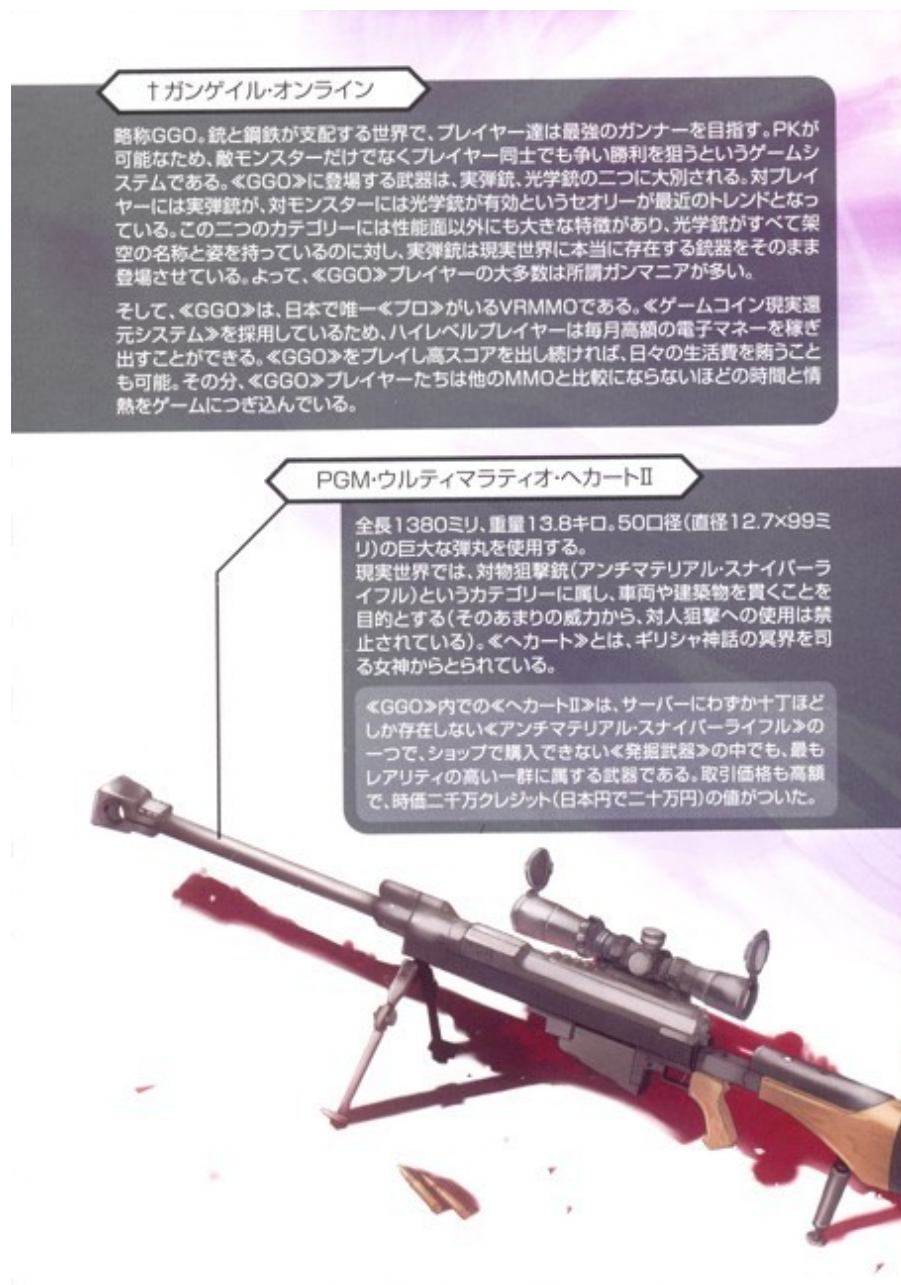 †ガンゲイル・オンライン
略称GGO。銃と鋼鉄が支配する世界で、プレイヤー達は最強のガンナーを目指す。PKが
可能なため、敵モンスターだけでなくプレイヤー同士でも争い勝利を狙うというゲームシ
ステムである。≪GGO≫に登場する武器は、実弾銃、光学銃の二つに大別される。対プレイ
ヤーには実弾銃が、対モンスターには光学銃が有効というセオリーが最近のトレンドとなっ
ている。この二つのカテゴリーには性能面以外にも大きな特徴があり、光学銃がすべて架
空の名称と姿を持っているのに対し、実弾銃は現実世界に本当に存在する銃器をそのまま
登場させている。よって、≪GGO≫プレイヤーの大多数は所謂ガンマニアが多い。
そして、≪GGO≫は、日本で唯一≪プロ≫がいるVRMMOである。≪ゲームコイン現実還
元システム≫を採用しているため、ハイレベルプレイヤーは毎月高額の電子マネーを稼ぎ
出すことができる。≪GGO≫をプレイし高スコアを出し続ければ、日々の生活費を賄うこと
も可能。その分、≪GGO≫プレイヤーたちは他のMMOと比較にならないほどの時間と情
熱をゲームにつぎ込んでいる。
PGM・ウルティマラティオ・ヘカートⅡ
全長1380ミリ、重量13.8キロ。50口径(直径12.7×99ミ
リ)の巨大な弾丸を使用する。
現実世界では、対物狙撃銃(アンチマテリアル・スナイパーラ
イフル)というカテゴリーに属し、車両や建築物を貫くことを
目的とする(そのあまりの威力から、対人狙撃への使用は禁
止されている)。≪ヘカート≫とは、ギリシャ神話の冥界を司
る女神からとられている。
≪GGO≫内での≪ヘカートⅡ≫は、サーバーにわずか十丁ほど
しか存在しない≪アンチマテリアル・スナイパーライフル≫の
一つで、ショップで購入できない≪発掘武器≫の中でも、最も
レアリティの高い一群に属する武器である。取引価格も高額
で、時価二千万クレジット(日本円で二十万円)の値がついた。